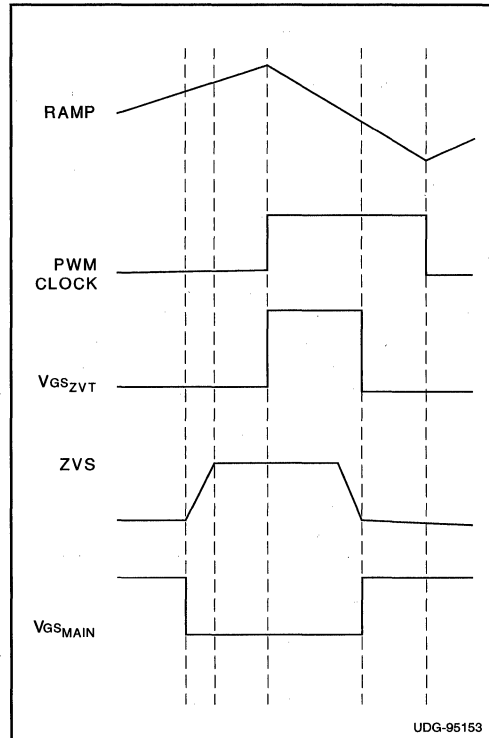 RAMP
PWM
CLOCK
VGSZVT
ZVS
VGSMAIN
UDG-95153